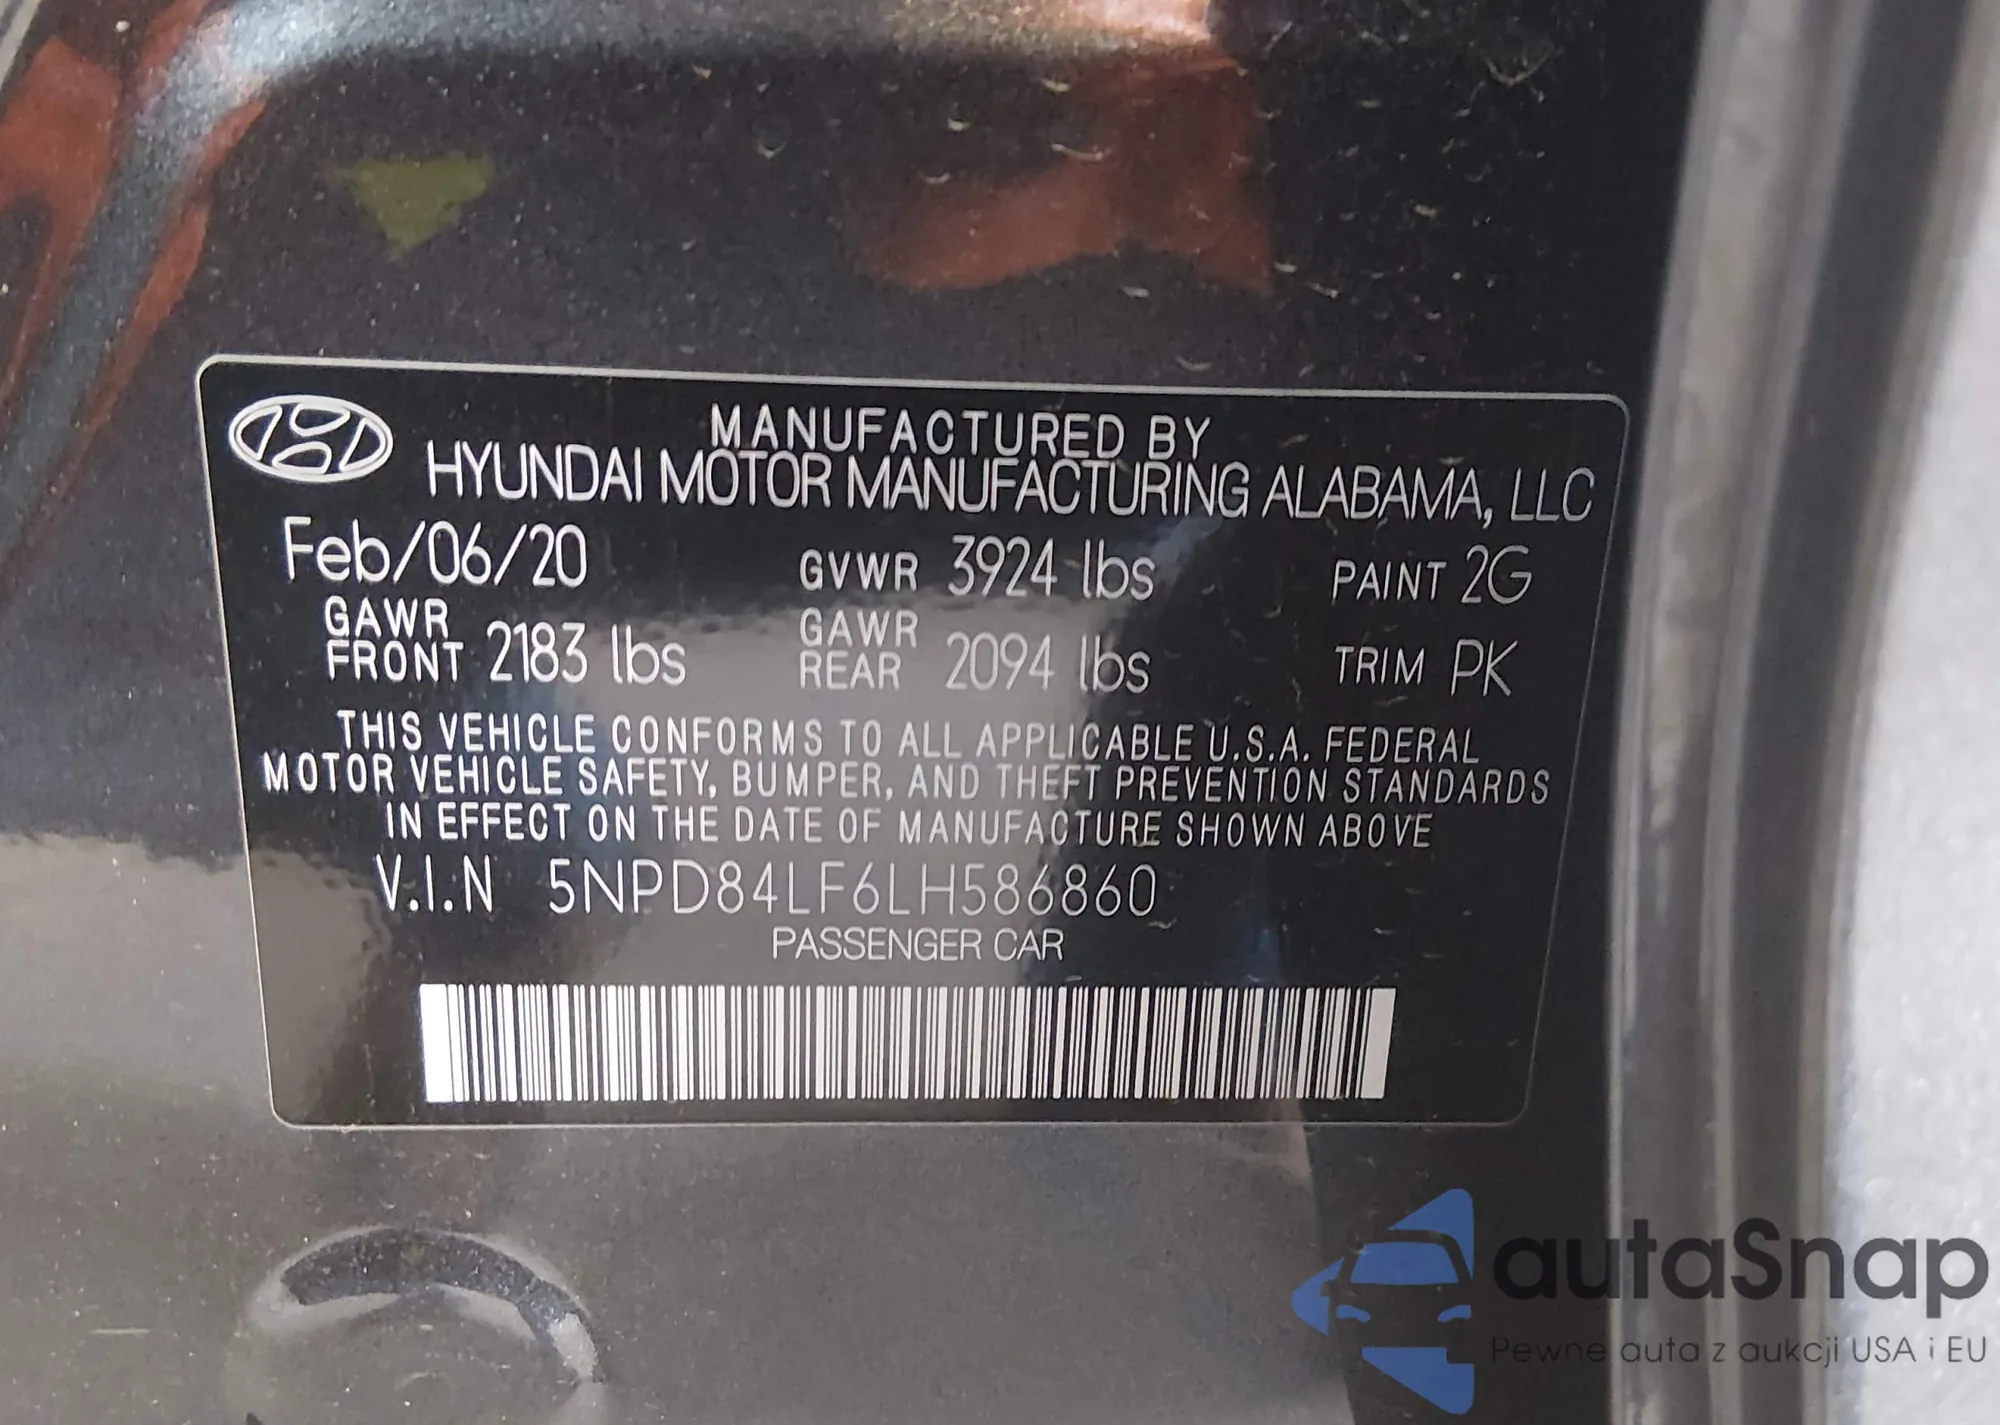 MANUFACTURED BY
HYUNDAI MOTOR MANUFACTURING ALABAMA, LLC
Feb/06/20 GVWR 3924 lbs PAINT 2G
GAWR FRONT 2183 lbs GAWR REAR 2094 lbs TRIM PK
THIS VEHICLE CONFORMS TO ALL APPLICABLE U.S.A. FEDERAL
MOTOR VEHICLE SAFETY, BUMPER, AND THEFT PREVENTION STANDARDS
IN EFFECT ON THE DATE OF MANUFACTURE SHOWN ABOVE
V.I.N 5NPD84LF6LH586860
PASSENGER CAR
autaSnap
Pewne auta z aukcji USA i EU